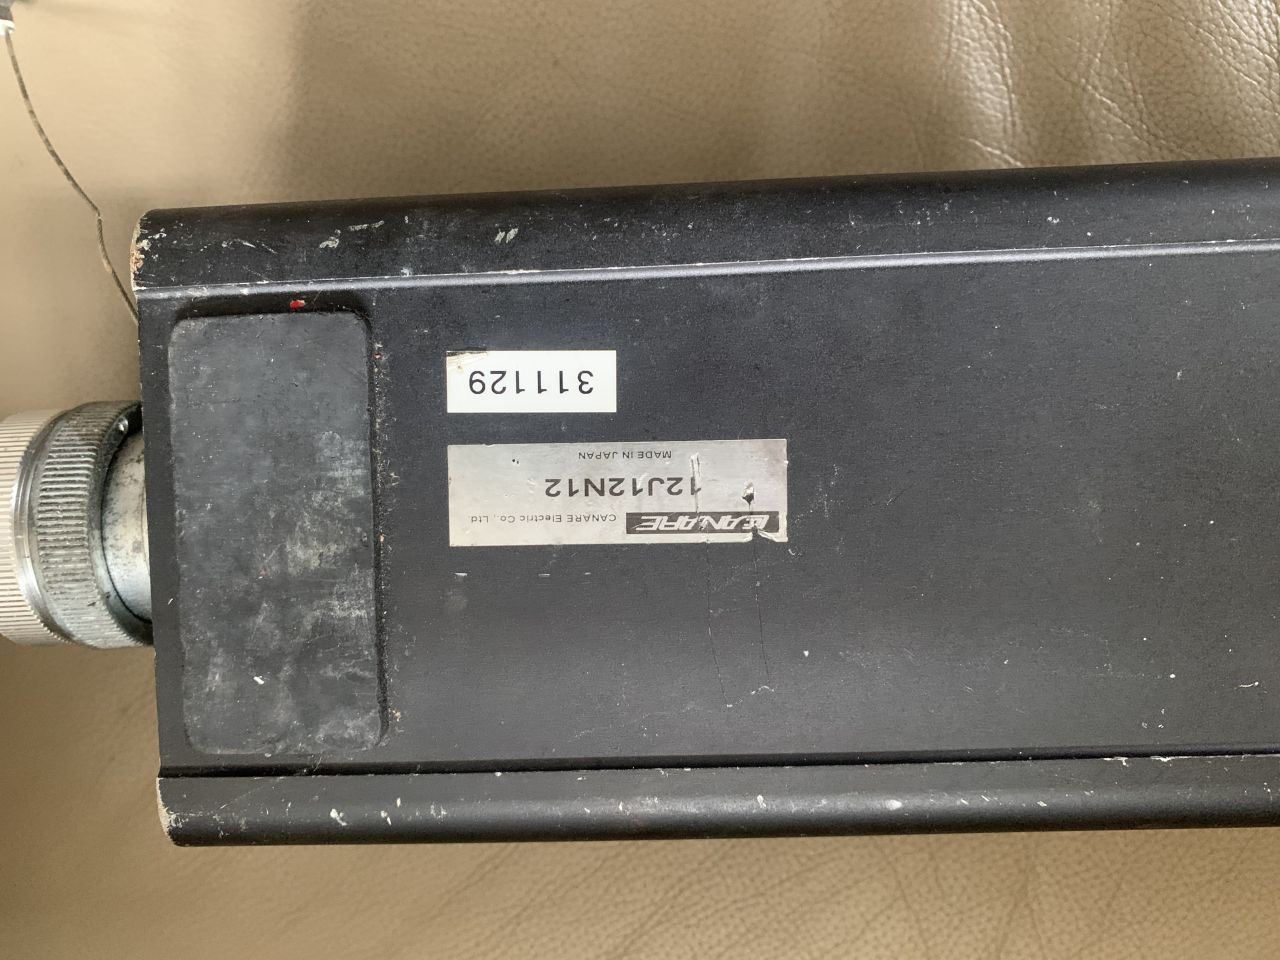 CANARE CANARE Electric Co., Ltd.
12J12N12
MADE IN JAPAN
311129